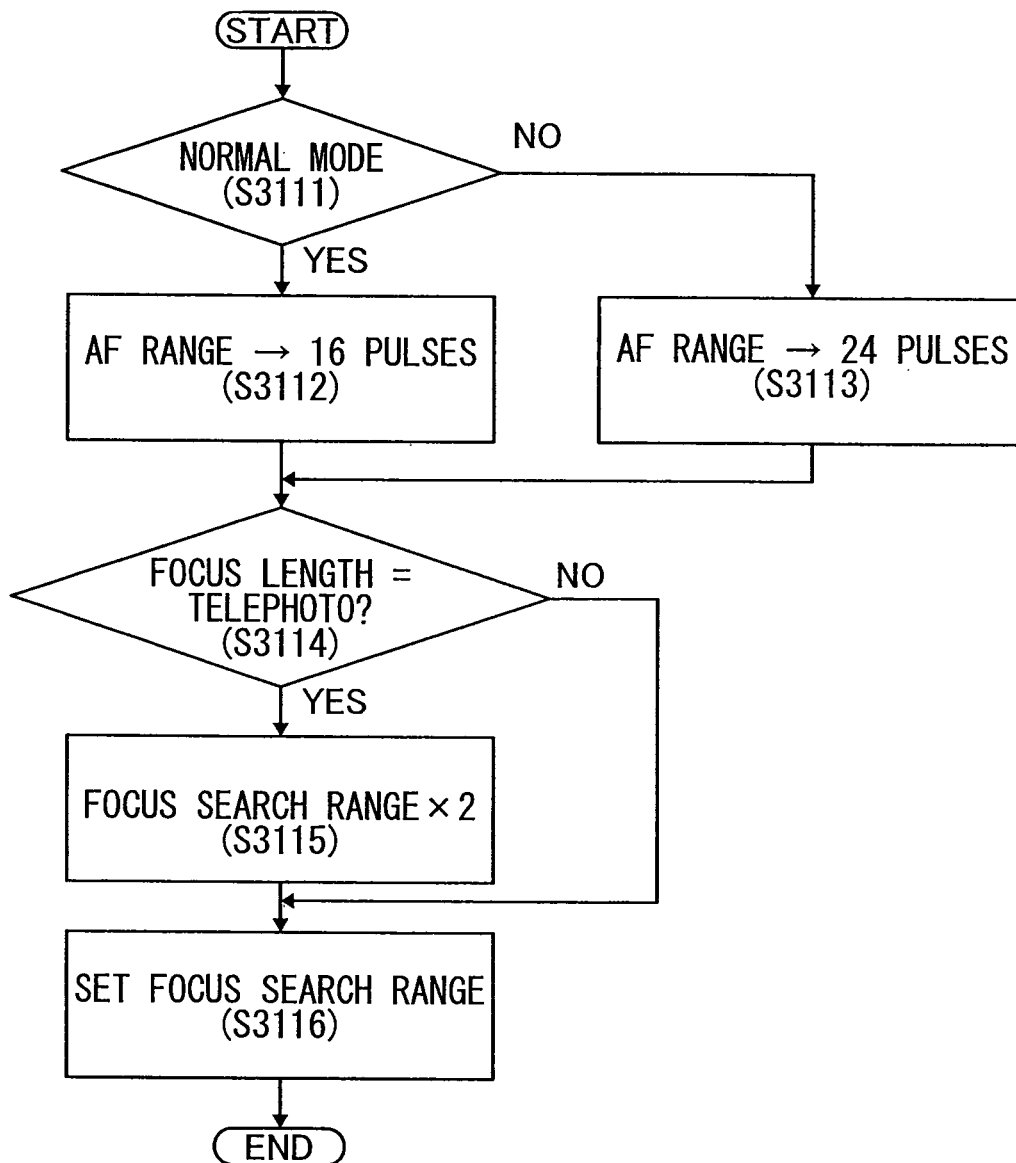 START
NORMAL MODE
(S3111)
NO
YES
AF RANGE → 16 PULSES
(S3112)
AF RANGE → 24 PULSES
(S3113)
FOCUS LENGTH =
TELEPHOTO?
(S3114)
NO
YES
FOCUS SEARCH RANGE × 2
(S3115)
SET FOCUS SEARCH RANGE
(S3116)
END